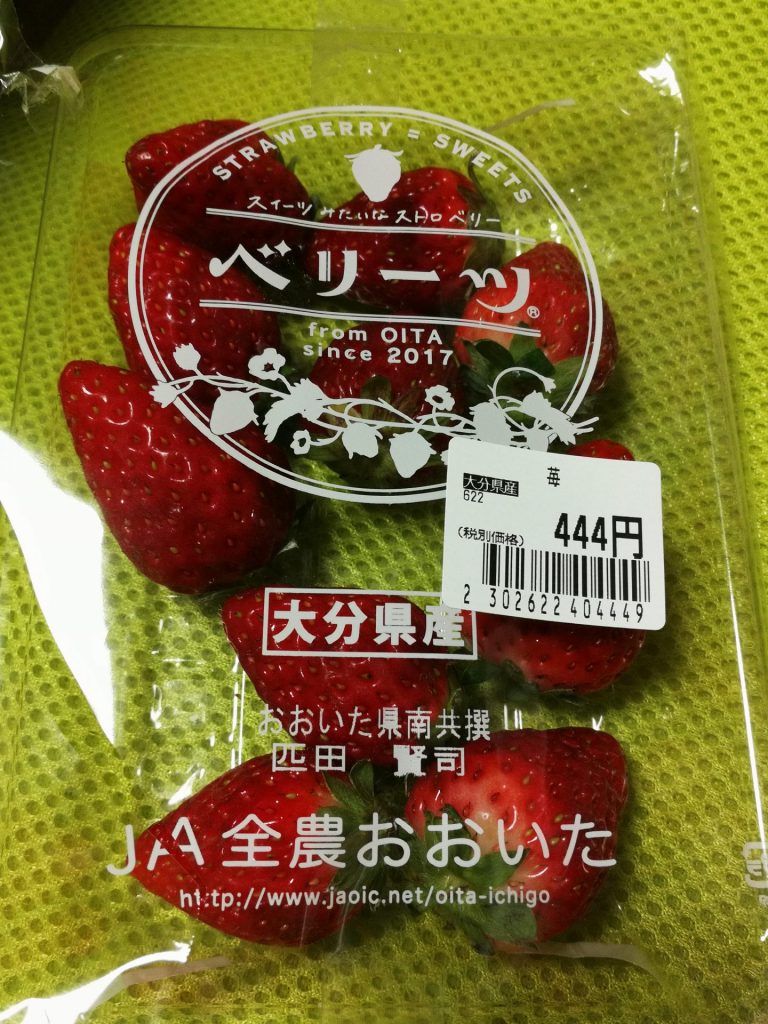 STRAWBERRY = SWEETS
スイーツ みたいな ストロベリー
ベリーツ®
from OITA
since 2017
苺
大分県産
622
444円
(税別価格)
2 302622 404449
大分県産
おおいた県南共撰
匹田 賢司
JA全農おおいた
http://www.jaoic.net/oita-ichigo